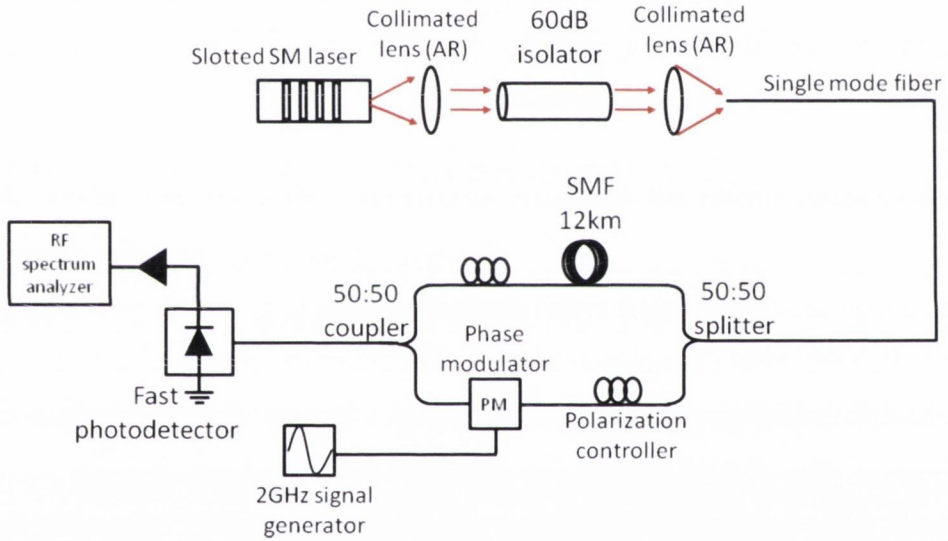 Slotted SM laser
Collimated
lens (AR)
60dB
isolator
Collimated
lens (AR)
Single mode fiber
SMF
12km
RF
spectrum
analyzer
50:50
coupler
50:50
splitter
Phase
modulator
PM
Fast
photodetector
Polarization
controller
2GHz signal
generator